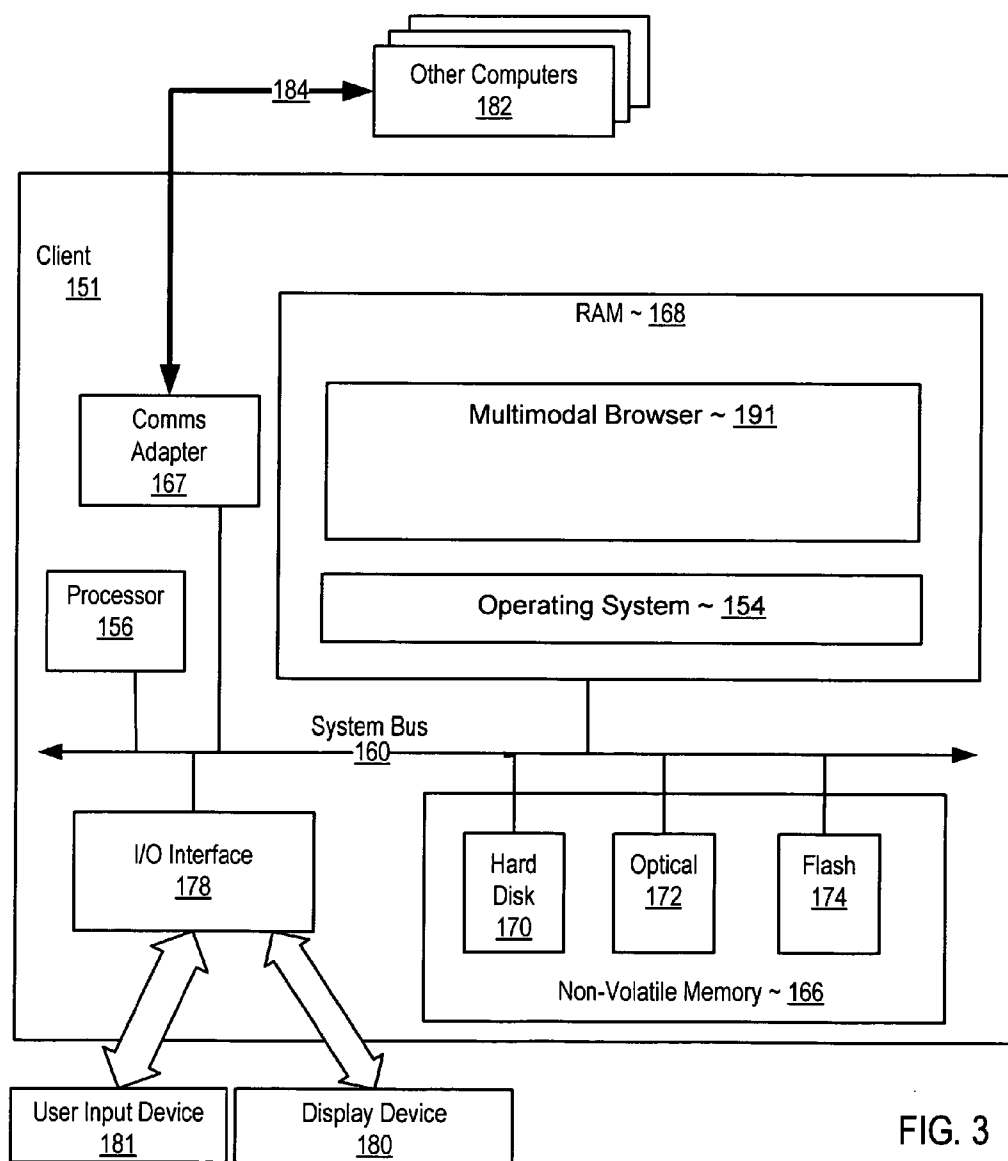 Other Computers
182
184
Client
151
RAM ~ 168
Multimodal Browser ~ 191
Comms
Adapter
167
Operating System ~ 154
Processor
156
System Bus
160
I/O Interface
178
Hard
Disk
170
Optical
172
Flash
174
Non-Volatile Memory ~ 166
User Input Device
181
Display Device
180
FIG. 3